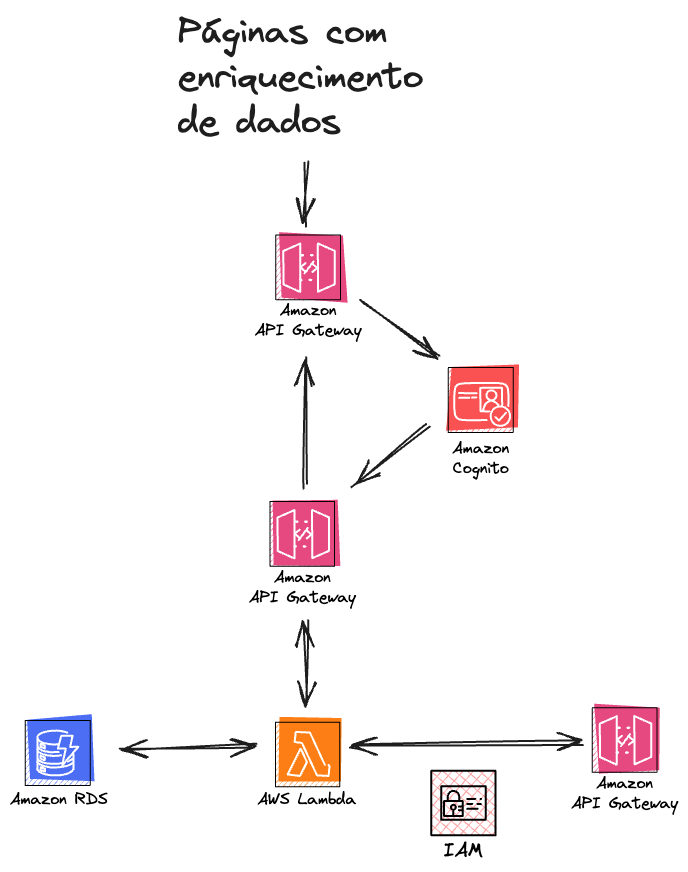 Páginas com
enriquecimento
de dados
Amazon
API Gateway
Amazon
Cognito
Amazon
API Gateway
Amazon RDS
AWS Lambda
Amazon
API Gateway
IAM